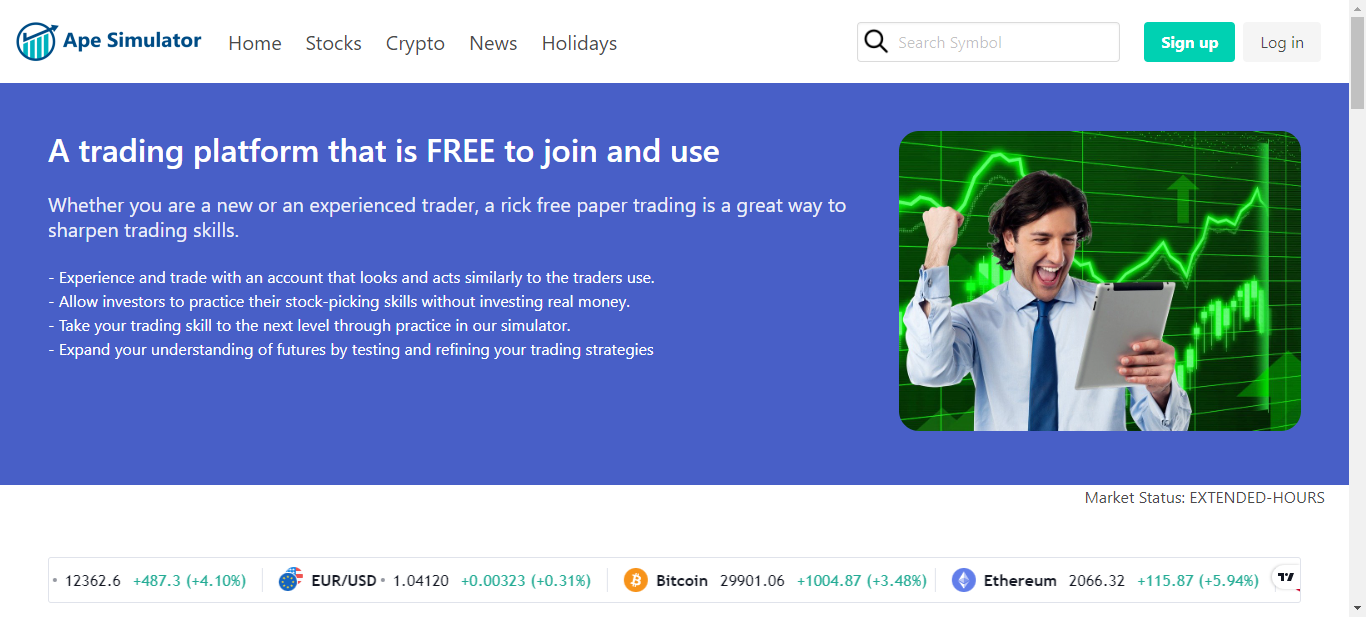 Ape Simulator Home Stocks Crypto News Holidays Search Symbol Sign up Log in
A trading platform that is FREE to join and use
Whether you are a new or an experienced trader, a rick free paper trading is a great way to
sharpen trading skills.
- Experience and trade with an account that looks and acts similarly to the traders use.
- Allow investors to practice their stock-picking skills without investing real money.
- Take your trading skill to the next level through practice in our simulator.
- Expand your understanding of futures by testing and refining your trading strategies
Market Status: EXTENDED-HOURS
• 12362.6 +487.3 (+4.10%) EUR/USD • 1.04120 +0.00323 (+0.31%) Bitcoin 29901.06 +1004.87 (+3.48%) Ethereum 2066.32 +115.87 (+5.94%)